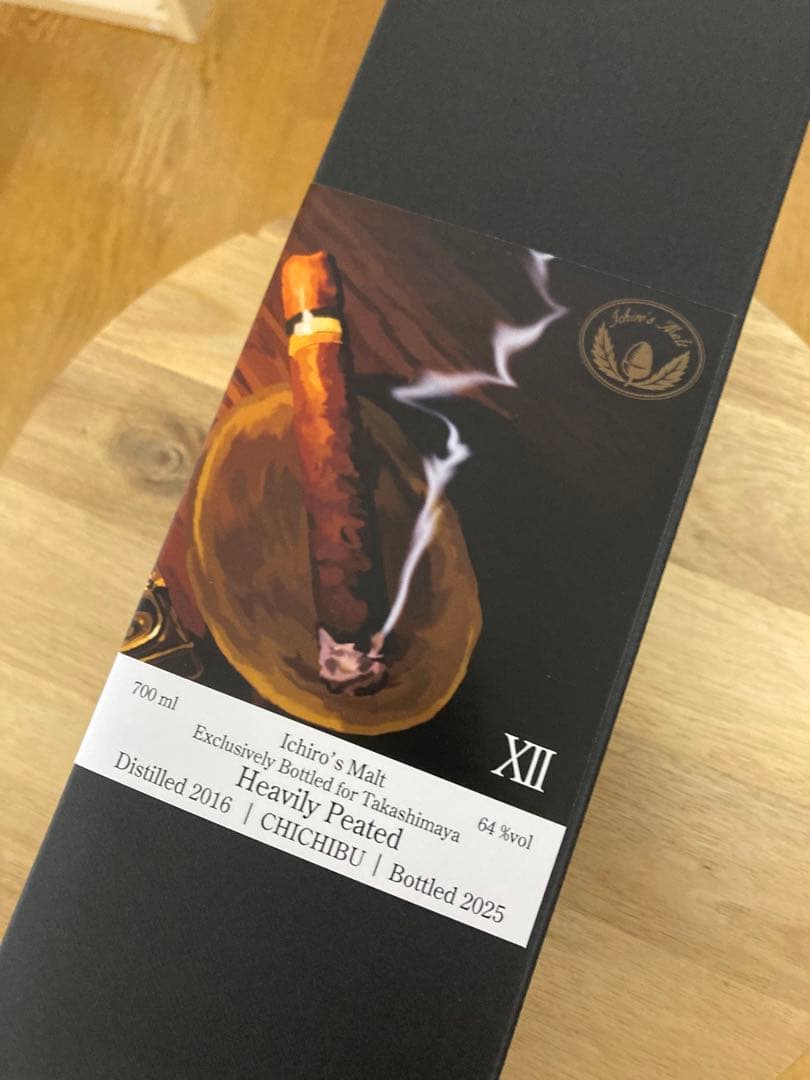 Ichiro's Malt
XII
700 ml
Ichiro's Malt
Exclusively Bottled for Takashimaya
64 %vol
Heavily Peated
Distilled 2016 | CHICHIBU | Bottled 2025